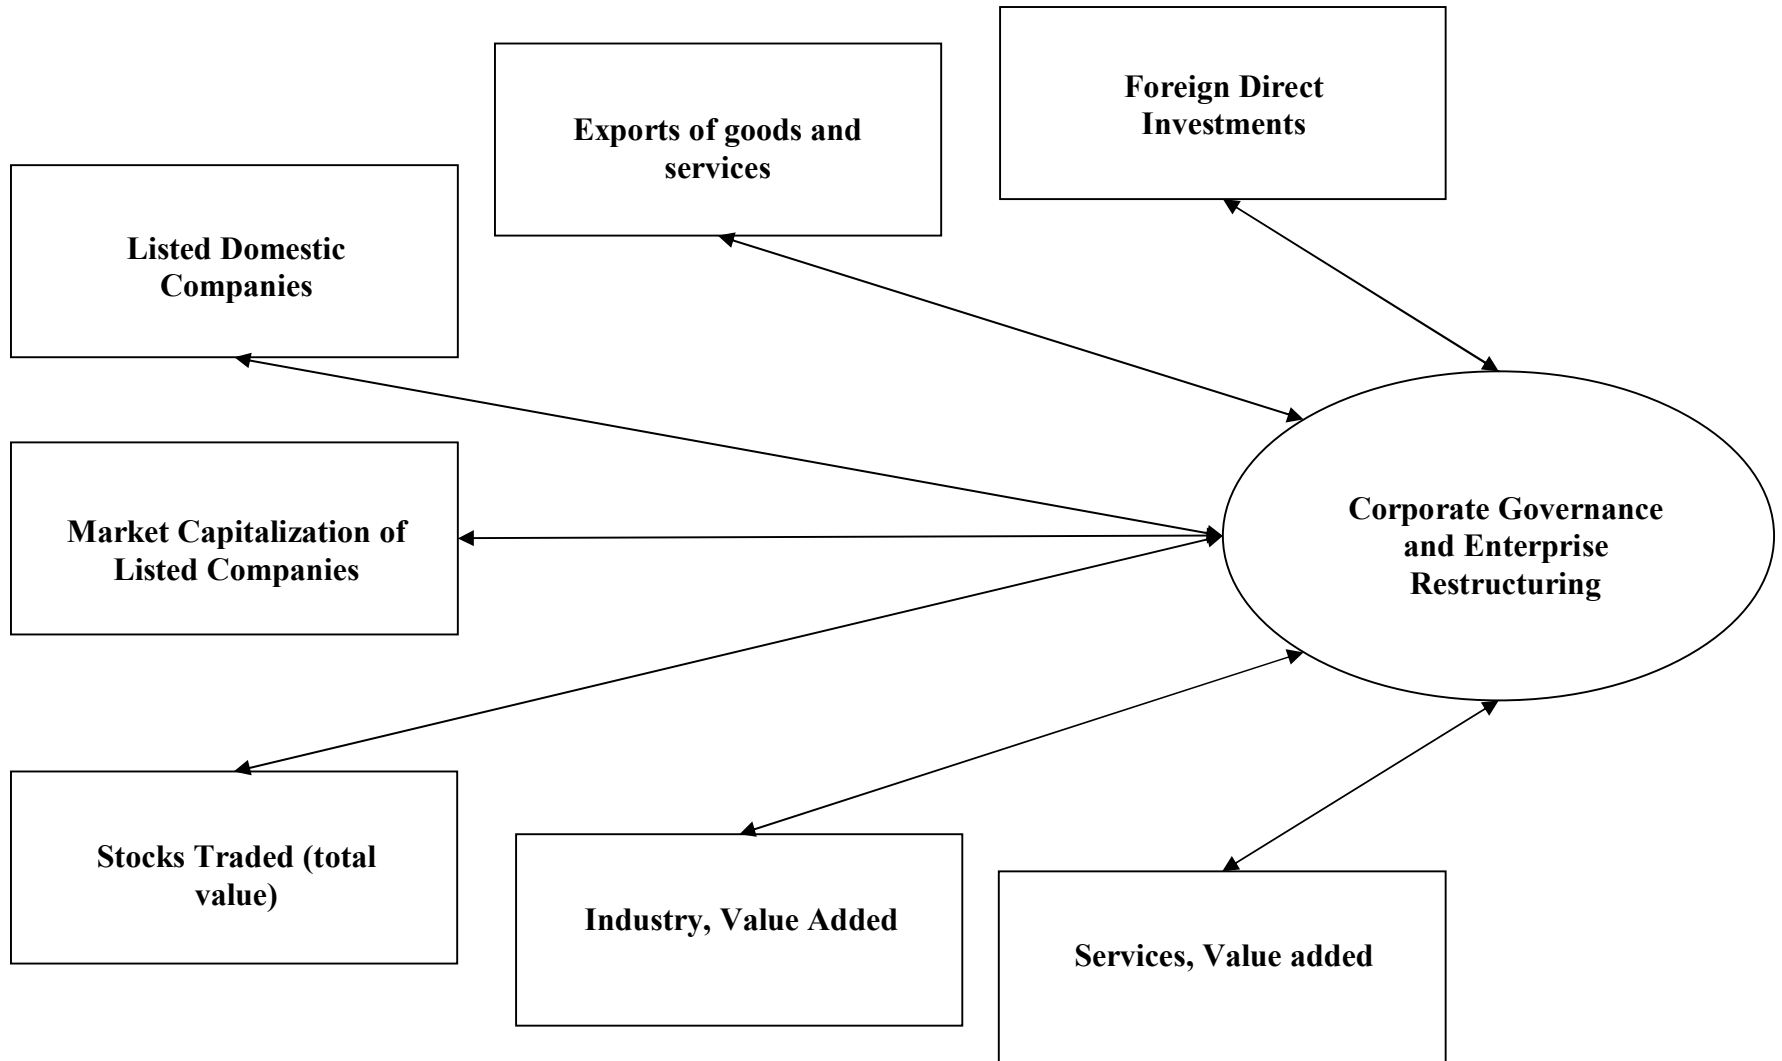 Foreign Direct
Investments
Exports of goods and
services
Listed Domestic
Companies
Market Capitalization of
Listed Companies
Corporate Governance
and Enterprise
Restructuring
Stocks Traded (total
value)
Industry, Value Added
Services, Value added